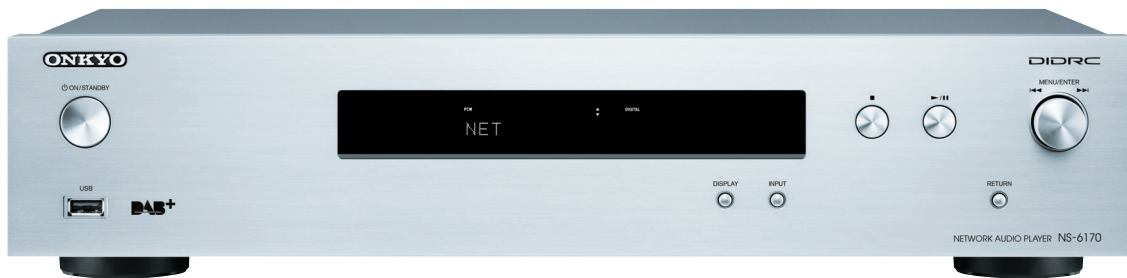 ONKYO
DIDRC
ON/STANDBY
MENU/ENTER
PCM
DIGITAL
NET
USB
DAB+
DISPLAY
INPUT
RETURN
NETWORK AUDIO PLAYER NS-6170